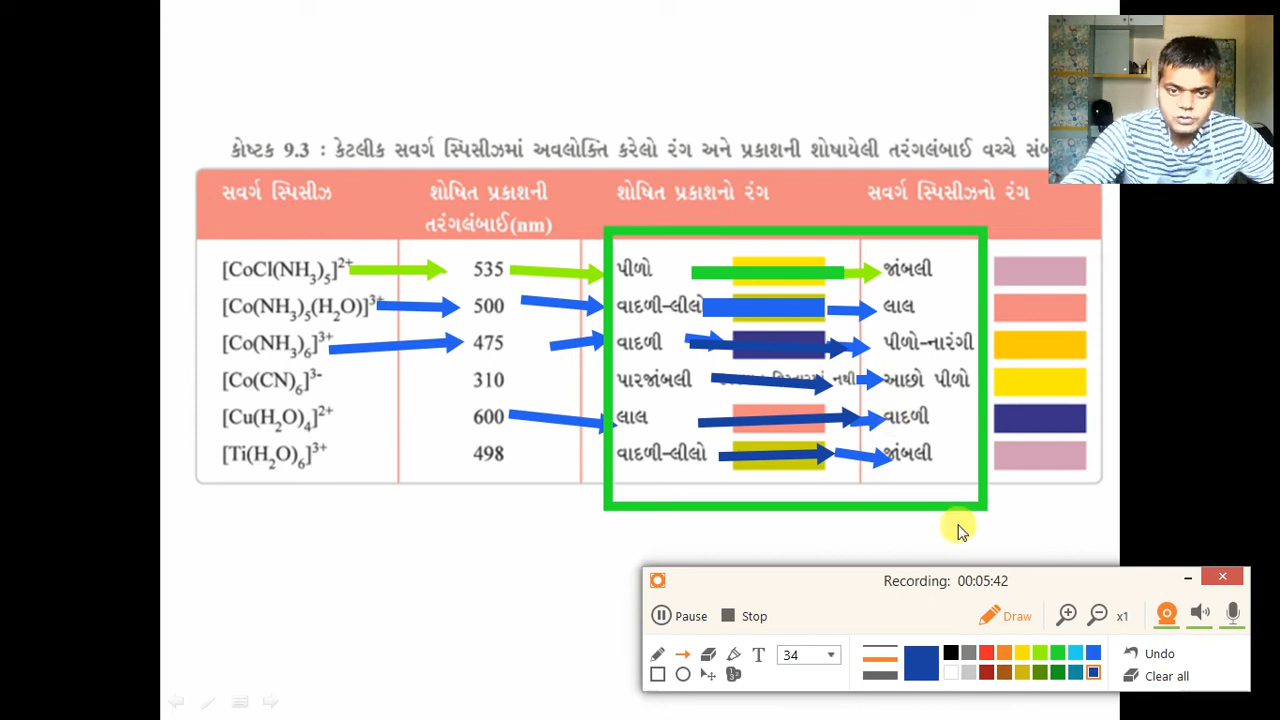 કોષ્ટક 9.3 : કેટલીક સવર્ગ સ્પિસીઝમાં અવલોક્તિ કરેલો રંગ અને પ્રકાશની શોષાયેલી તરંગલંબાઈ વચ્ચે
સવર્ગ સ્પિસીઝ શોષિત પ્રકાશની તરંગલંબાઈ(nm) શોષિત પ્રકાશનો રંગ સવર્ગ સ્પિસીઝનો રંગ
[CoCl(NH₃)₅]²⁺ 535 પીળો જાંબલી
[Co(NH₃)₅(H₂O)]³⁺ 500 વાદળી-લીલો લાલ
[Co(NH₃)₆]³⁺ 475 વાદળી પીળો-નારંગી
[Co(CN)₆]³⁻ 310 પારજાંબલી નથી આછો પીળો
[Cu(H₂O)₄]²⁺ 600 લાલ વાદળી
[Ti(H₂O)₆]³⁺ 498 વાદળી-લીલો જાંબલી
Recording: 00:05:42
Pause Stop Draw x1
T 34 Undo
Clear all